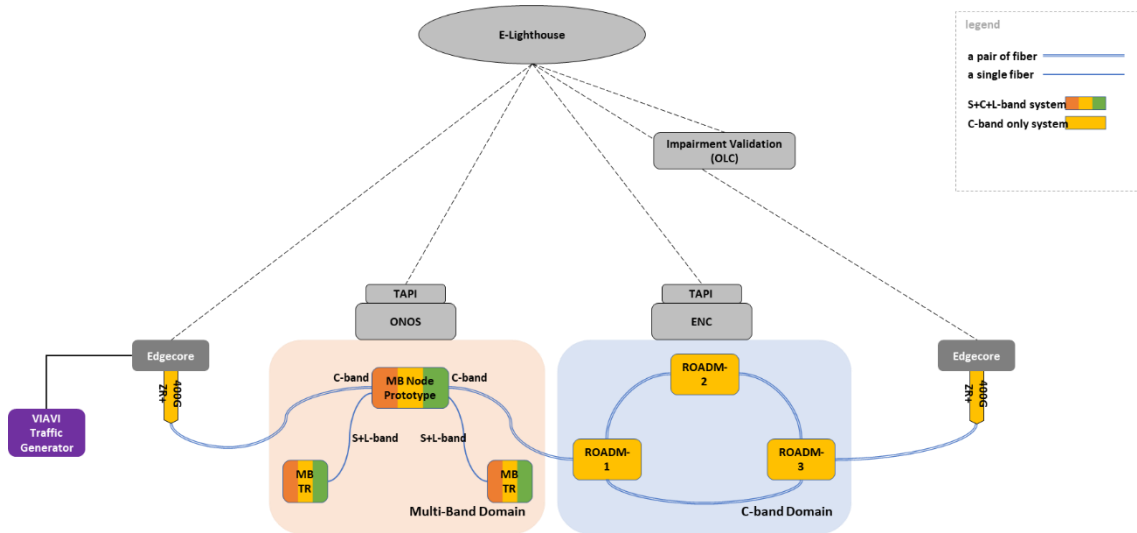 E-Lighthouse
legend
a pair of fiber
a single fiber
S+C+L-band system
C-band only system
Impairment Validation
(OLC)
TAPI
ONOS
TAPI
ENC
Edgecore
400G
ZR+
VIAVI
Traffic
Generator
C-band
MB Node
Prototype
C-band
S+L-band
S+L-band
MB
TR
MB
TR
Multi-Band Domain
ROADM-
2
ROADM-
1
ROADM-
3
C-band Domain
Edgecore
400G
ZR+